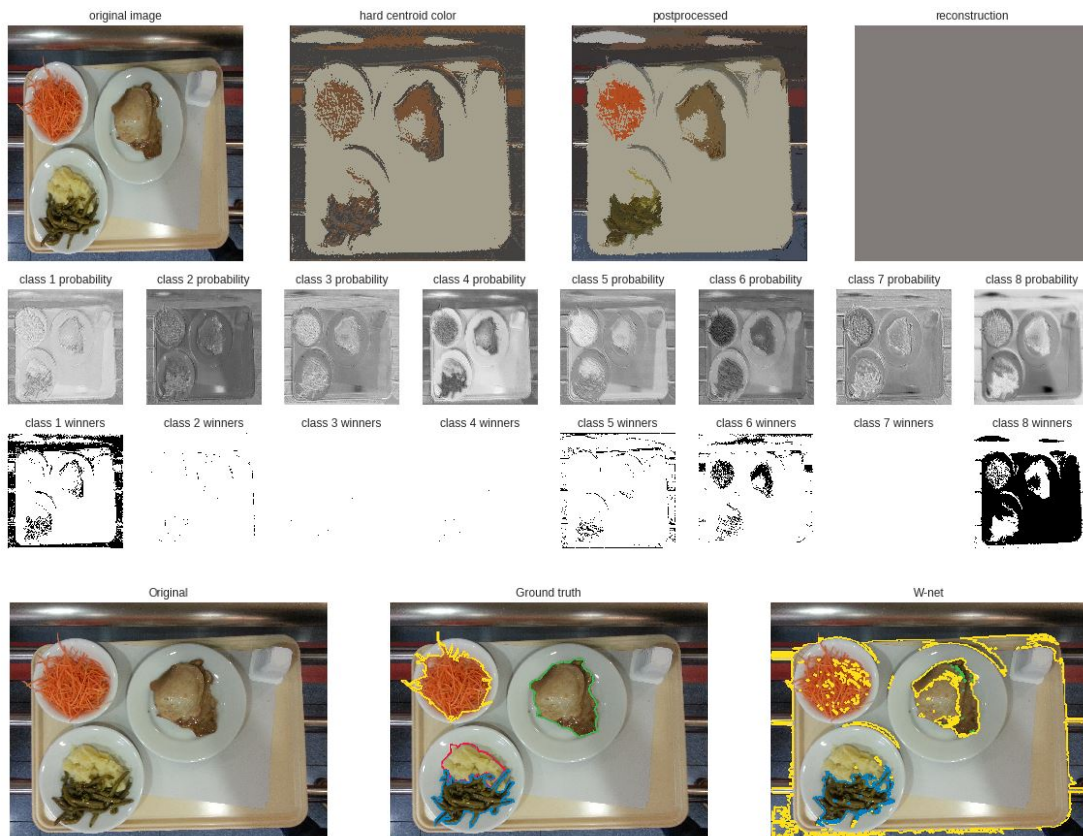 original image
hard centroid color
postprocessed
reconstruction
class 1 probability
class 2 probability
class 3 probability
class 4 probability
class 5 probability
class 6 probability
class 7 probability
class 8 probability
class 1 winners
class 2 winners
class 3 winners
class 4 winners
class 5 winners
class 6 winners
class 7 winners
class 8 winners
Original
Ground truth
W-net